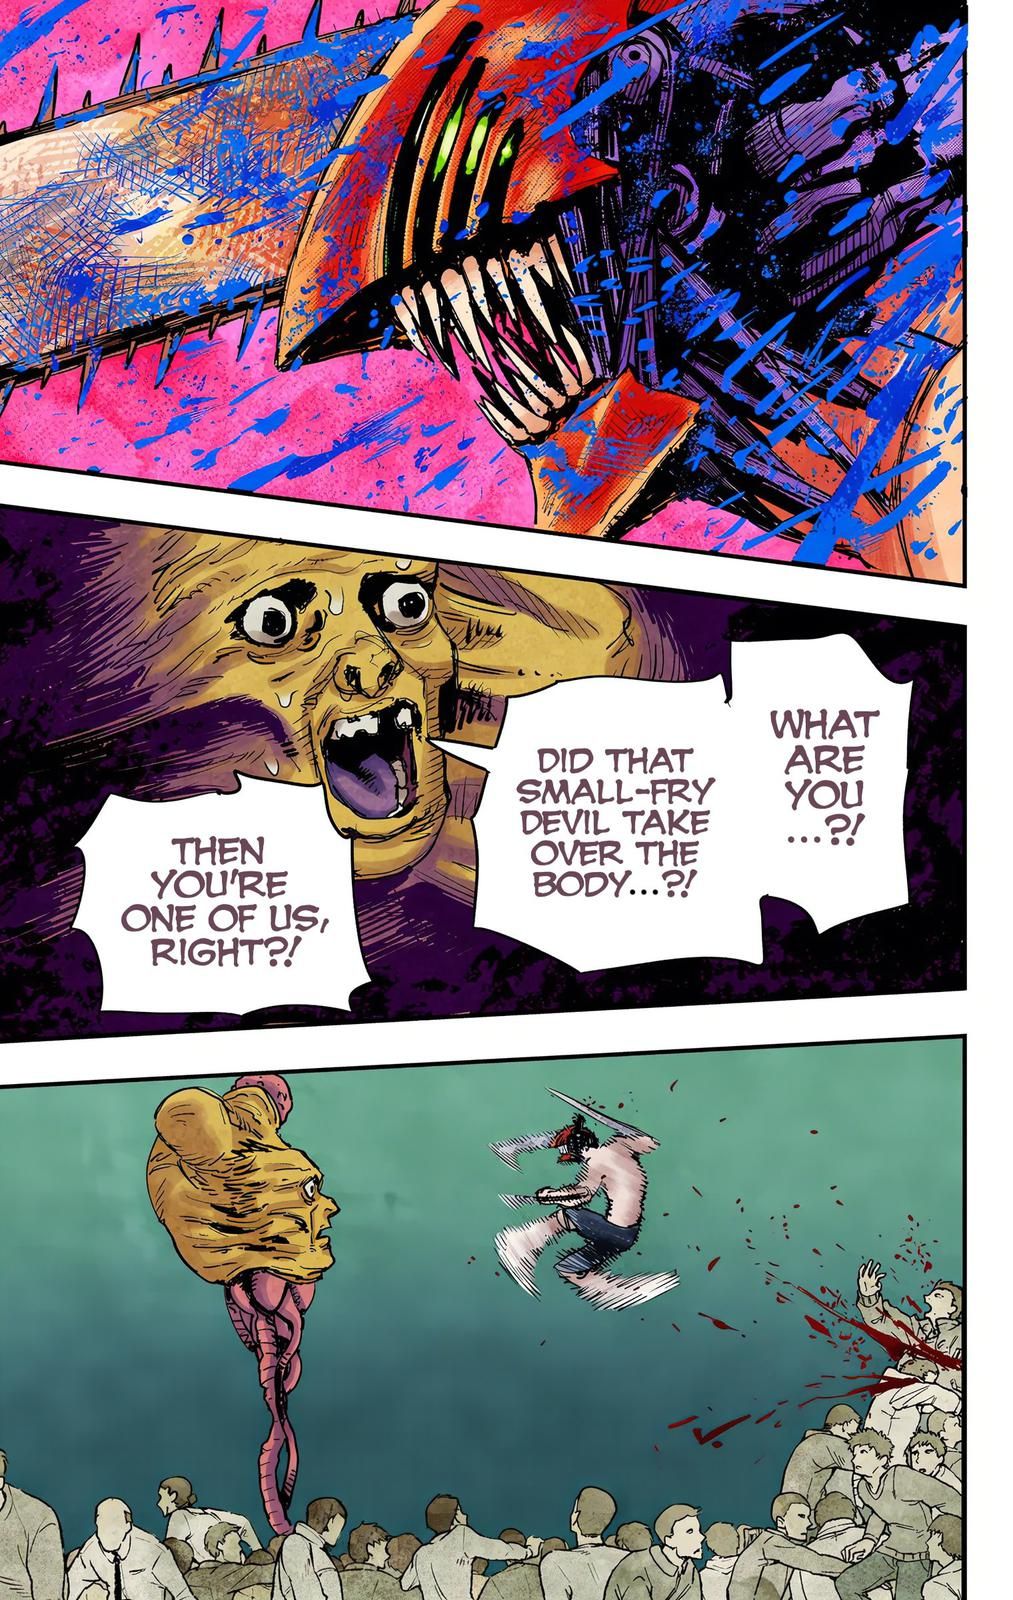 WHAT
ARE
YOU
...?!
DID THAT
SMALL-FRY
DEVIL TAKE
OVER THE
BODY...?!
THEN
YOU'RE
ONE OF US,
RIGHT?!